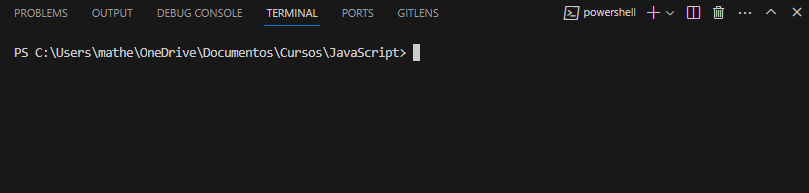 PROBLEMS OUTPUT DEBUG CONSOLE TERMINAL PORTS GITLENS powershell
PS C:\Users\mathe\OneDrive\Documentos\Cursos\JavaScript>